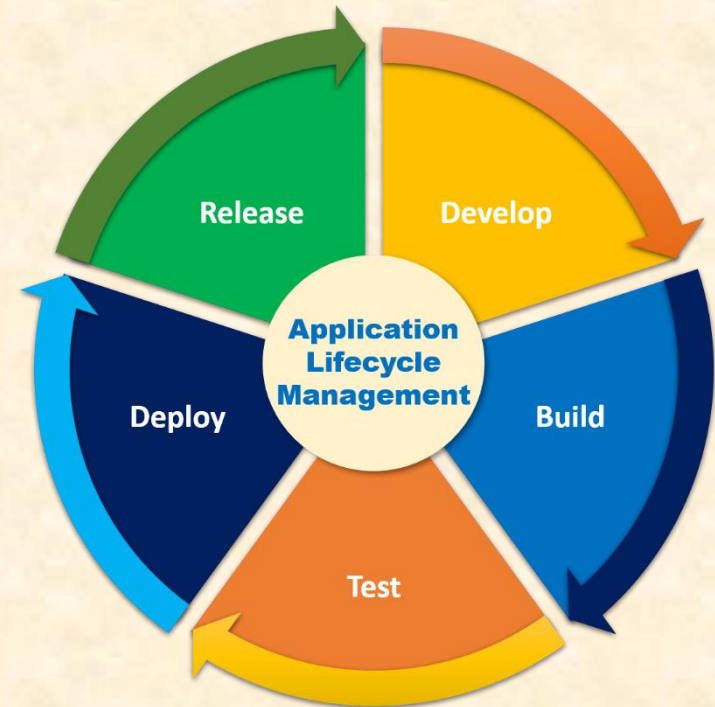 Release
Develop
Application
Lifecycle
Management
Deploy
Build
Test